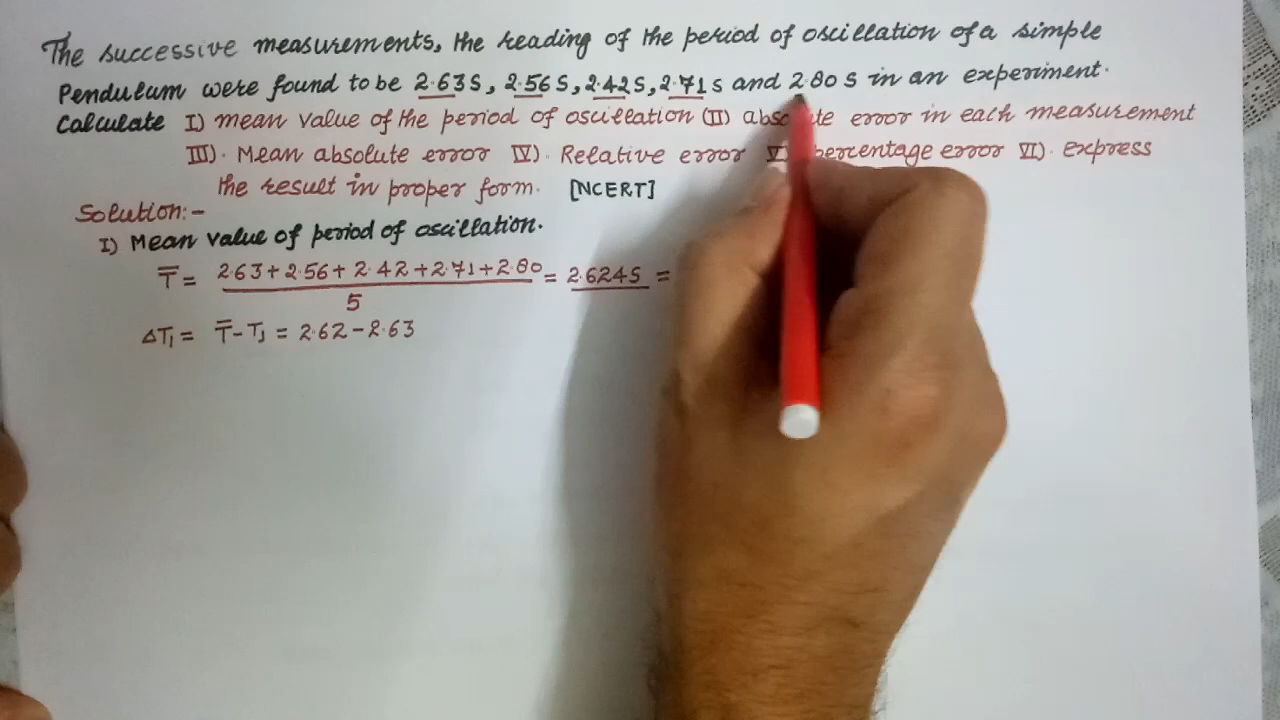 The successive measurements, the reading of the period of oscillation of a simple
Pendulam were found to be 2.63s, 2.56s, 2.42s, 2.71s and 2.80s in an experiment.
Calculate I) mean value of the period of oscillation (II) error in each measurement
III). Mean absolute error IV). Relative error percentage error VI). express
the result in proper form. [NCERT]
Solution:-
I) Mean value of period of oscillation.
T̅ = 2.63+2.56+2.42+2.71+2.80 / 5 = 2.624s =
ΔT₁ = T̅ - T₁ = 2.62 - 2.63